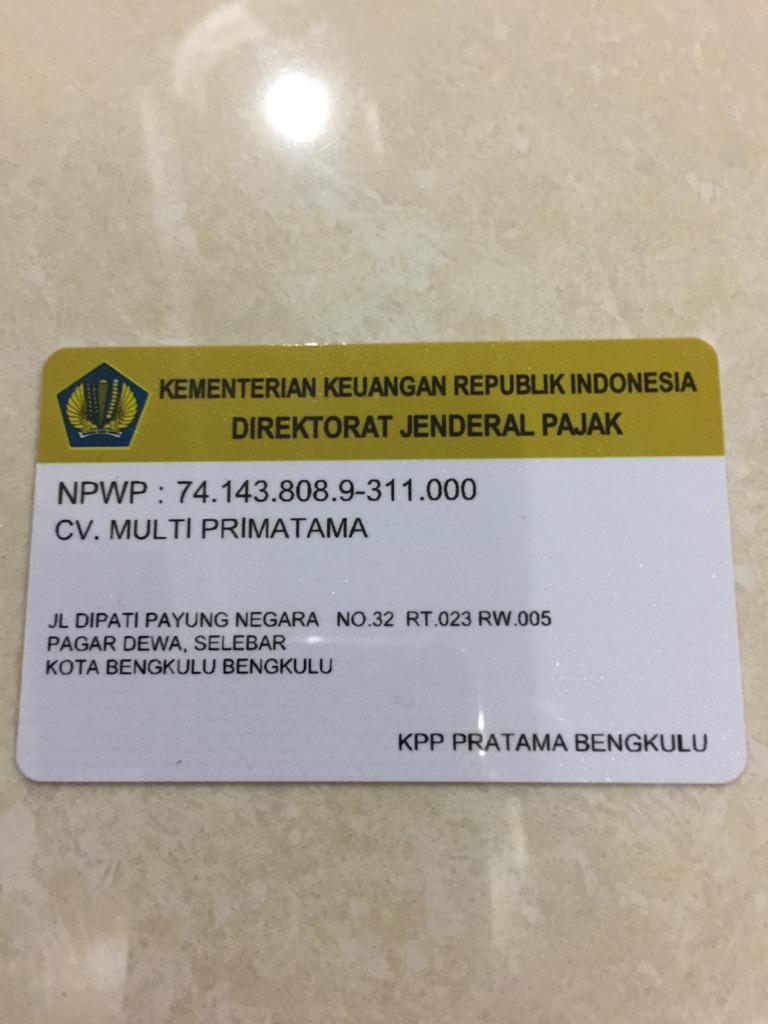 KEMENTERIAN KEUANGAN REPUBLIK INDONESIA
DIREKTORAT JENDERAL PAJAK
NPWP : 74.143.808.9-311.000
CV. MULTI PRIMATAMA
JL DIPATI PAYUNG NEGARA NO.32 RT.023 RW.005
PAGAR DEWA, SELEBAR
KOTA BENGKULU BENGKULU
KPP PRATAMA BENGKULU